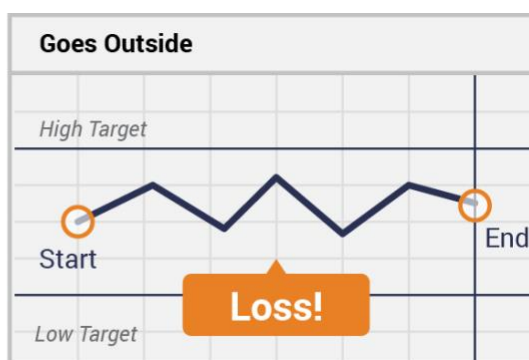 Goes Outside
High Target
Start
End
Loss!
Low Target